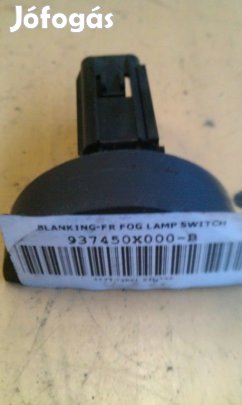 Jófogás
BLANKING-FR FOG LAMP SWITCH
937450X000-B